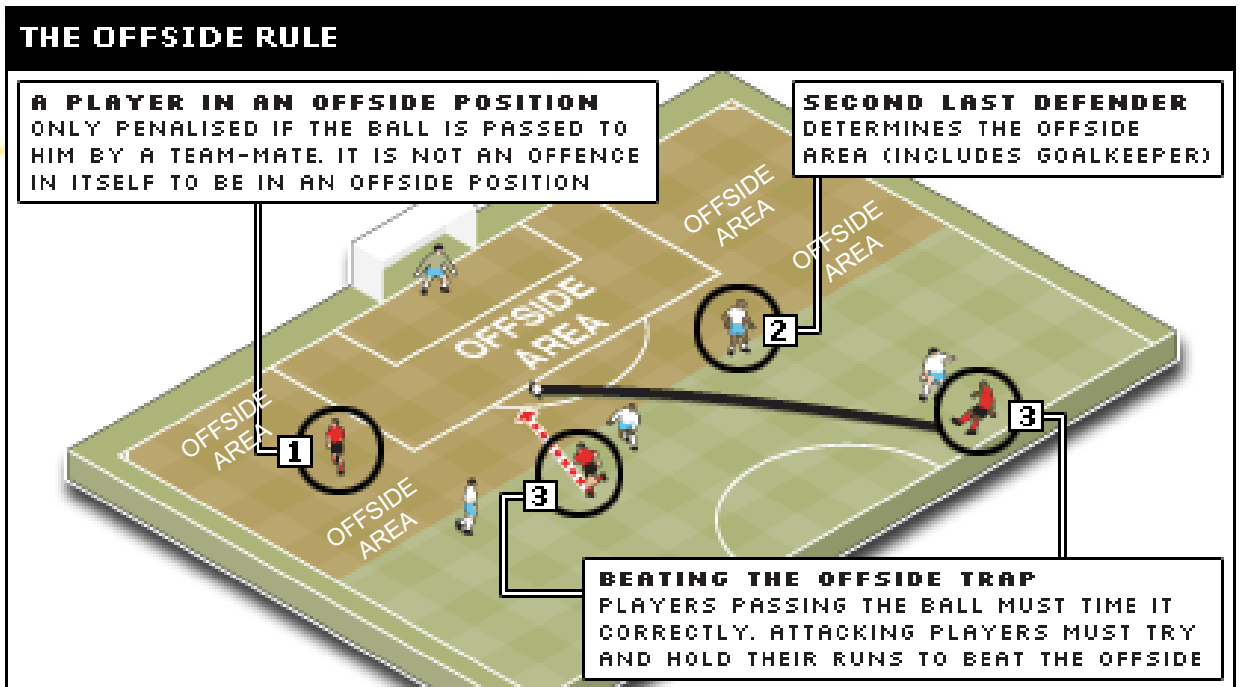 THE OFFSIDE RULE
A PLAYER IN AN OFFSIDE POSITION
ONLY PENALISED IF THE BALL IS PASSED TO
HIM BY A TEAM-MATE. IT IS NOT AN OFFENCE
IN ITSELF TO BE IN AN OFFSIDE POSITION
SECOND LAST DEFENDER
DETERMINES THE OFFSIDE
AREA (INCLUDES GOALKEEPER)
OFFSIDE
AREA
OFFSIDE
AREA
OFFSIDE
AREA
2
3
OFFSIDE
AREA
1
3
OFFSIDE
AREA
BEATING THE OFFSIDE TRAP
PLAYERS PASSING THE BALL MUST TIME IT
CORRECTLY. ATTACKING PLAYERS MUST TRY
AND HOLD THEIR RUNS TO BEAT THE OFFSIDE